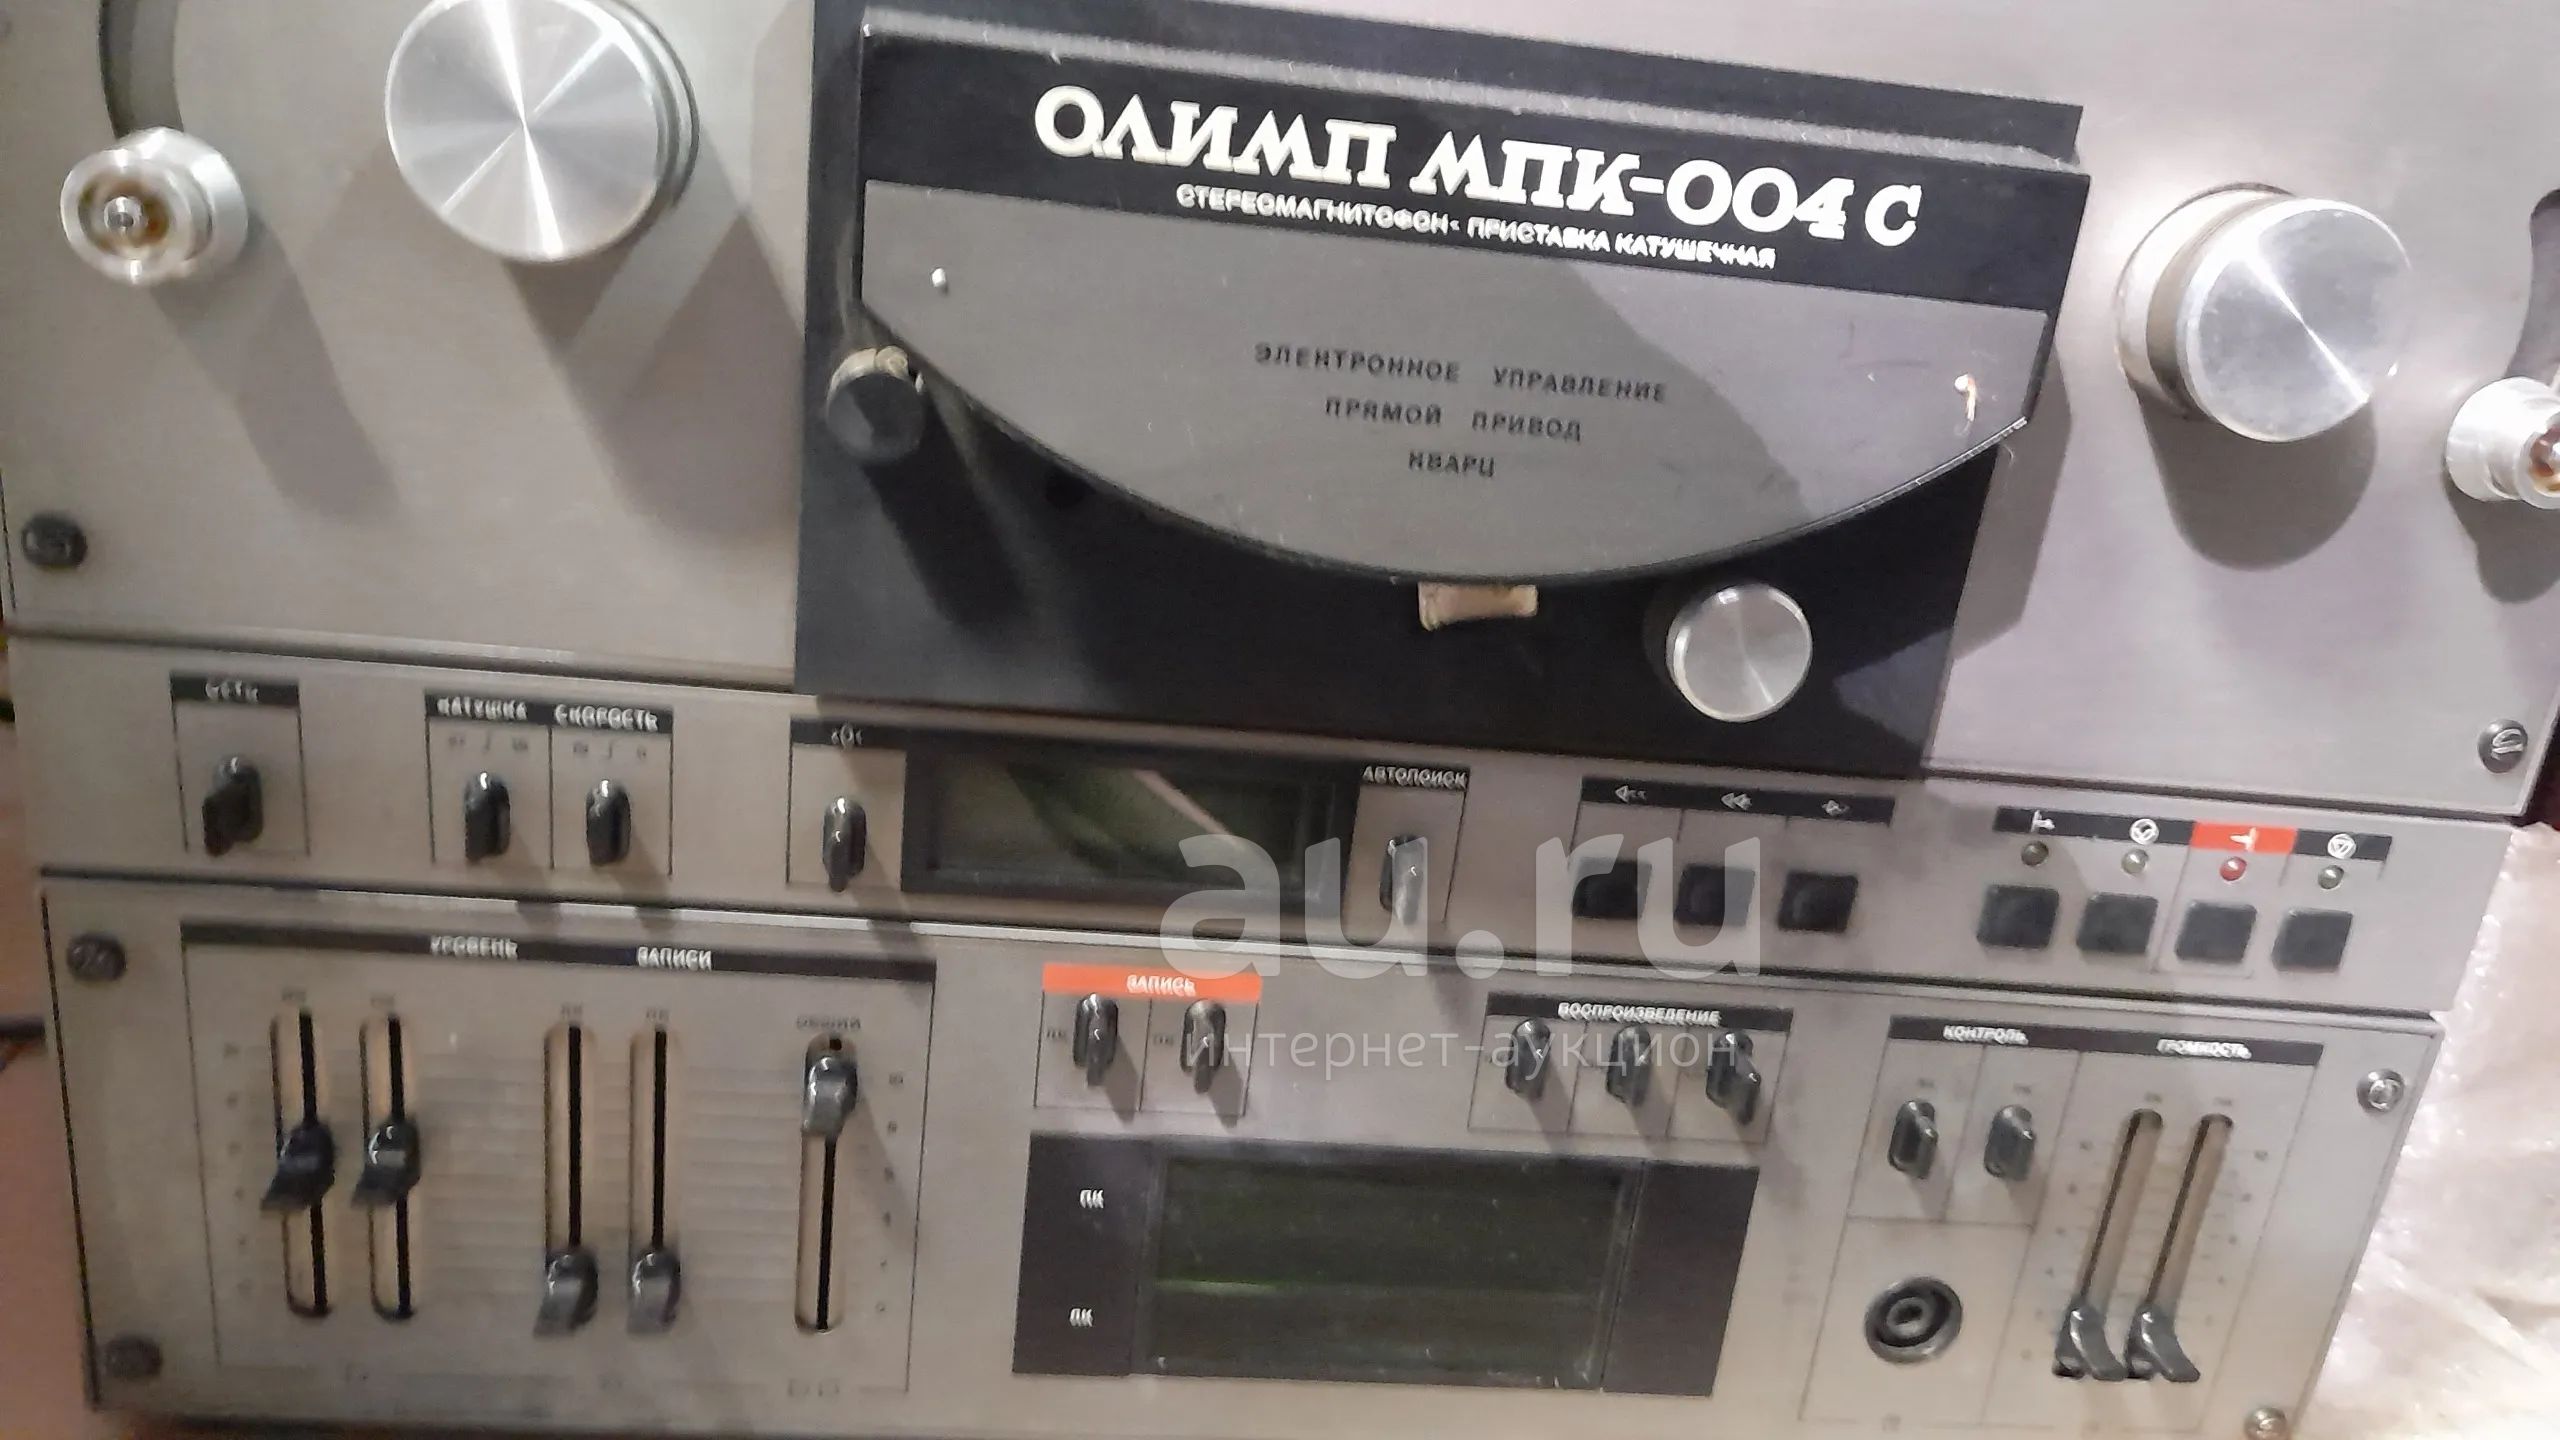 ОЛИМП МПК-004 С
СТЕРЕОМАГНИТОФОН-ПРИСТАВКА КАТУШЕЧНАЯ
ЭЛЕКТРОННОЕ УПРАВЛЕНИЕ
ПРЯМОЙ ПРИВОД
КВАРЦ
СЕТЬ
КАТУШКА СКОРОСТЬ
АВТОПОИСК
au.ru
интернет-аукцион
УРОВЕНЬ ЗАПИСИ
ОБЩИЙ
ЗАПИСЬ
ВОСПРОИЗВЕДЕНИЕ
КОНТРОЛЬ
ГРОМКОСТЬ
ЛК
ПК